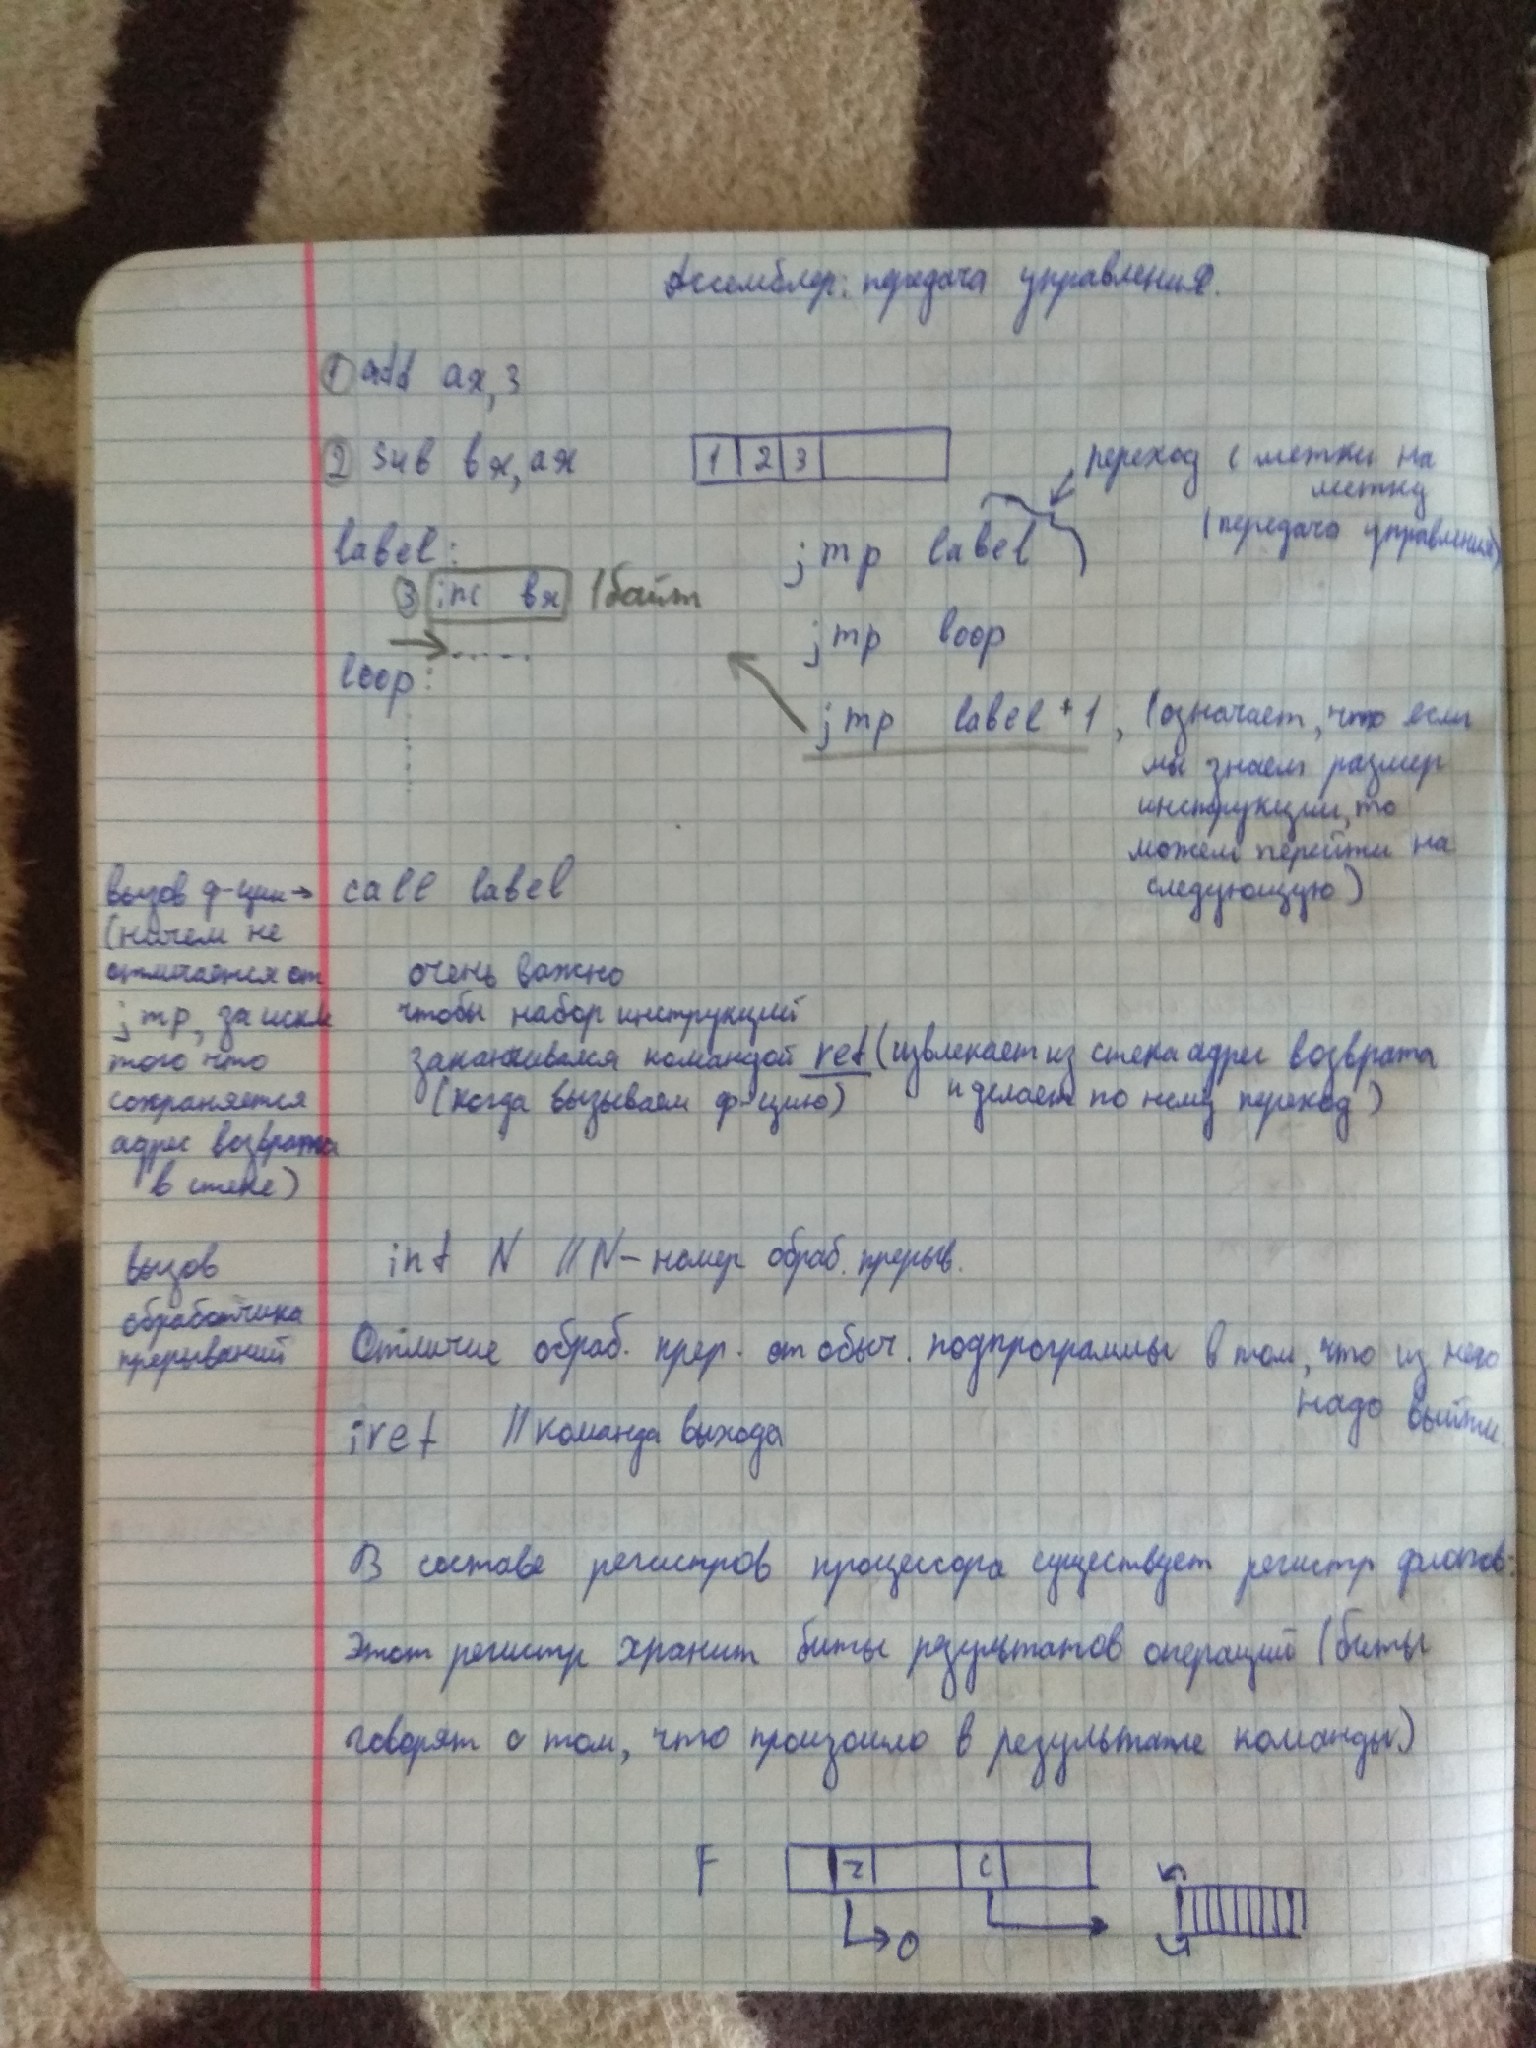 Ассемблер: передача управления.
① add ax, 3
② sub bx, ax
1 2 3
переход с метки на
метку
(передача управления)
label:
jmp label
③ inc bx 1 байт
jmp loop
.....
loop:
jmp label + 1, (означает, что если
мы знаем размер
инструкции, то
можем перейти на
следующую)
вызов ф-ции → call label
(ничем не
отличается от
jmp, за искл
того что
сохраняется
адрес возврата
в стеке)
очень важно
чтобы набор инструкций
заканчивался командой ret (извлекает из стека адрес возврата
(когда вызываем ф-цию) и делает по нему переход)
вызов
обработчика
прерываний
int N // N – номер обраб. прерыв.
Отличие обраб. прер. от обыч. подпрограммы в том, что из него
надо выйти.
iret // команда выхода
В составе регистров процессора существует регистр флагов:
Этот регистр хранит биты результатов операций (биты
говорят о том, что произошло в результате команды)
F Z C
0